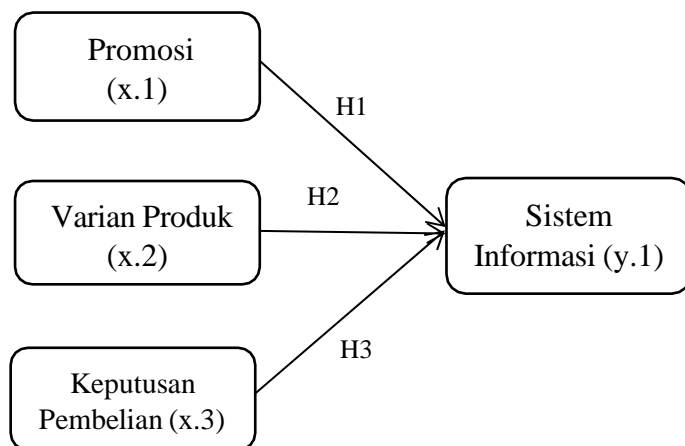 Promosi
(x.1)
H1
Varian Produk
(x.2)
H2
Sistem
Informasi (y.1)
H3
Keputusan
Pembelian (x.3)